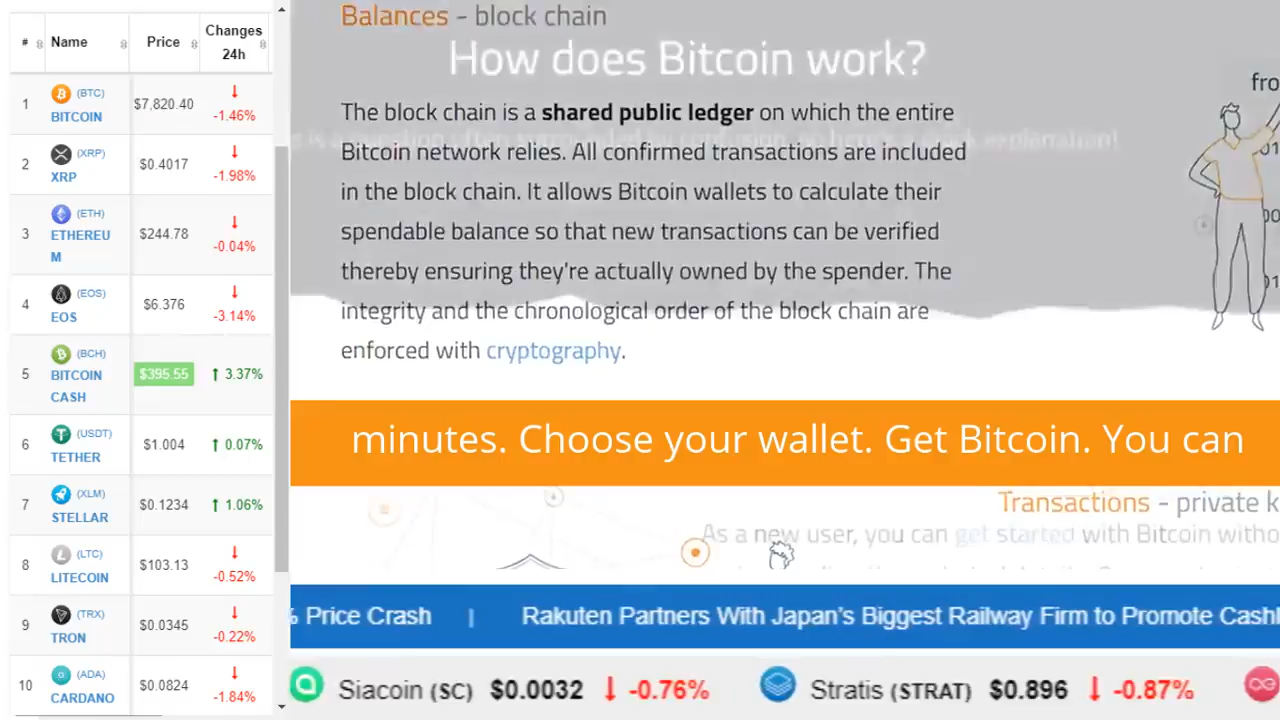 # Name Price Changes 24h
1 (BTC) BITCOIN $7,820.40 ↓ -1.46%
2 (XRP) XRP $0.4017 ↓ -1.98%
3 (ETH) ETHEREUM $244.78 ↓ -0.04%
4 (EOS) EOS $6.376 ↓ -3.14%
5 (BCH) BITCOIN CASH $395.55 ↑ 3.37%
6 (USDT) TETHER $1.004 ↑ 0.07%
7 (XLM) STELLAR $0.1234 ↑ 1.06%
8 (LTC) LITECOIN $103.13 ↓ -0.52%
9 (TRX) TRON $0.0345 ↓ -0.22%
10 (ADA) CARDANO $0.0824 ↓ -1.84%
Balances - block chain
How does Bitcoin work?
The block chain is a shared public ledger on which the entire
Bitcoin network relies. All confirmed transactions are included
in the block chain. It allows Bitcoin wallets to calculate their
spendable balance so that new transactions can be verified
thereby ensuring they're actually owned by the spender. The
integrity and the chronological order of the block chain are
enforced with cryptography.
fro
minutes. Choose your wallet. Get Bitcoin. You can
Transactions - private k
As a new user, you can get started with Bitcoin witho
% Price Crash | Rakuten Partners With Japan's Biggest Railway Firm to Promote Cashl
Siacoin (SC) $0.0032 ↓ -0.76% Stratis (STRAT) $0.896 ↓ -0.87%